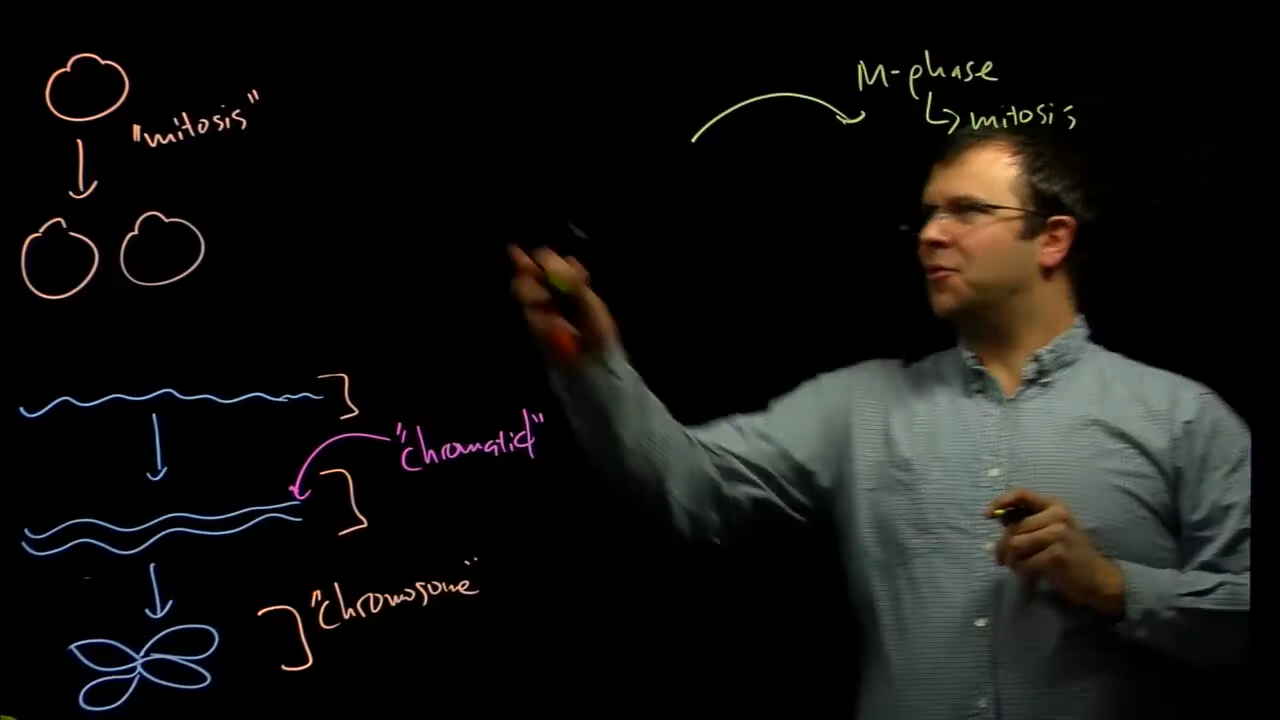 "mitosis"
M-phase
↳ mitosis
"chromatid"
"chromosome"